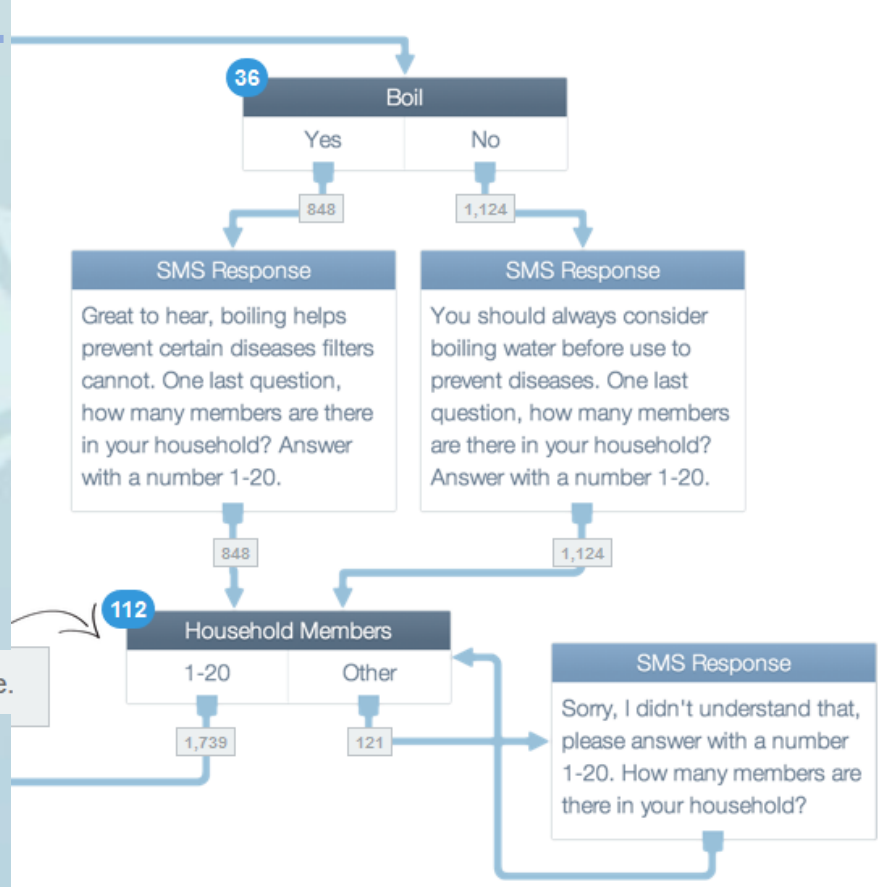 36
Boil
Yes No
848 1,124
SMS Response
Great to hear, boiling helps
prevent certain diseases filters
cannot. One last question,
how many members are there
in your household? Answer
with a number 1-20.
SMS Response
You should always consider
boiling water before use to
prevent diseases. One last
question, how many members
are there in your household?
Answer with a number 1-20.
848 1,124
112
Household Members
1-20 Other
1,739 121
SMS Response
Sorry, I didn't understand that,
please answer with a number
1-20. How many members are
there in your household?